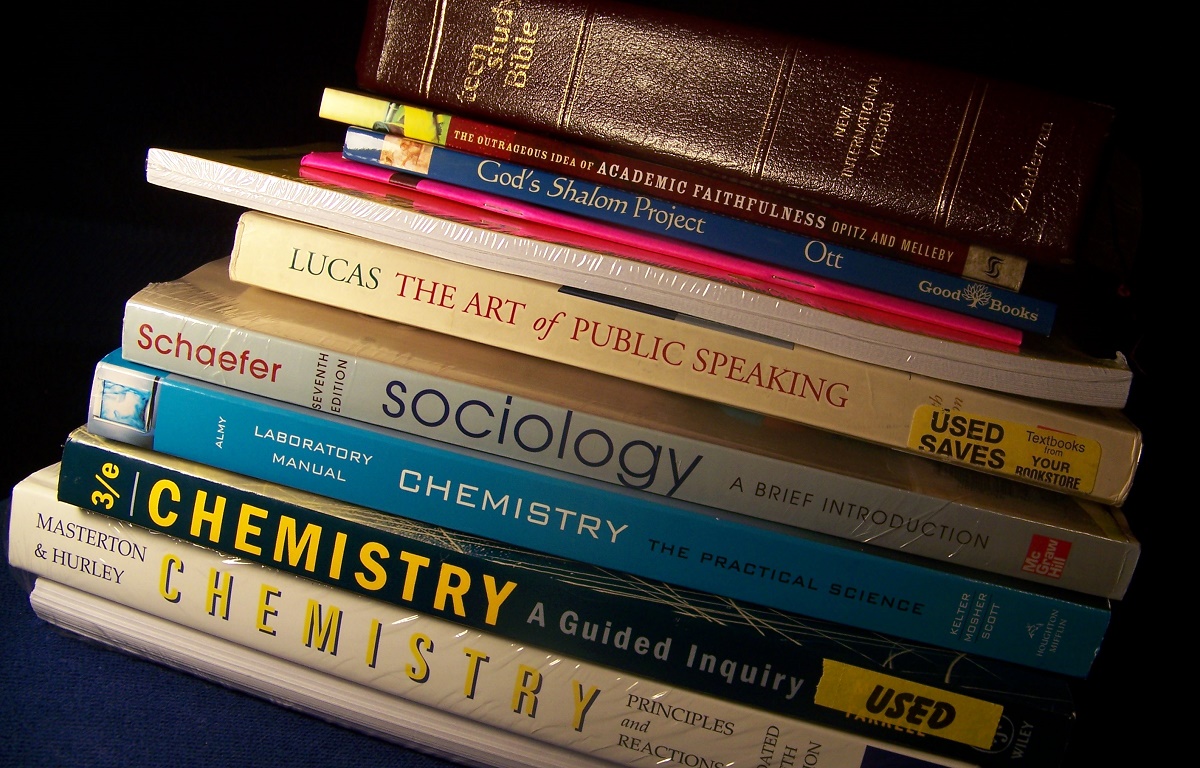 Teen Study Bible
NEW
INTERNATIONAL
VERSION
Zondervan
THE OUTRAGEOUS IDEA OF ACADEMIC FAITHFULNESS OPITZ AND MELLEBY
God's Shalom Project Ott Good Books
LUCAS THE ART of PUBLIC SPEAKING
USED
SAVES
Textbooks
from
YOUR
BOOKSTORE
Schaefer
SEVENTH
EDITION
sociology A BRIEF INTRODUCTION
Mc
Graw
Hill
ALMY
LABORATORY
MANUAL
CHEMISTRY THE PRACTICAL SCIENCE
KELTER
MOSHER
SCOTT
HOUGHTON
MIFFLIN
3/e CHEMISTRY A Guided Inquiry
USED
WILEY
MASTERTON
& HURLEY
CHEMISTRY
PRINCIPLES
and
REACTIONS